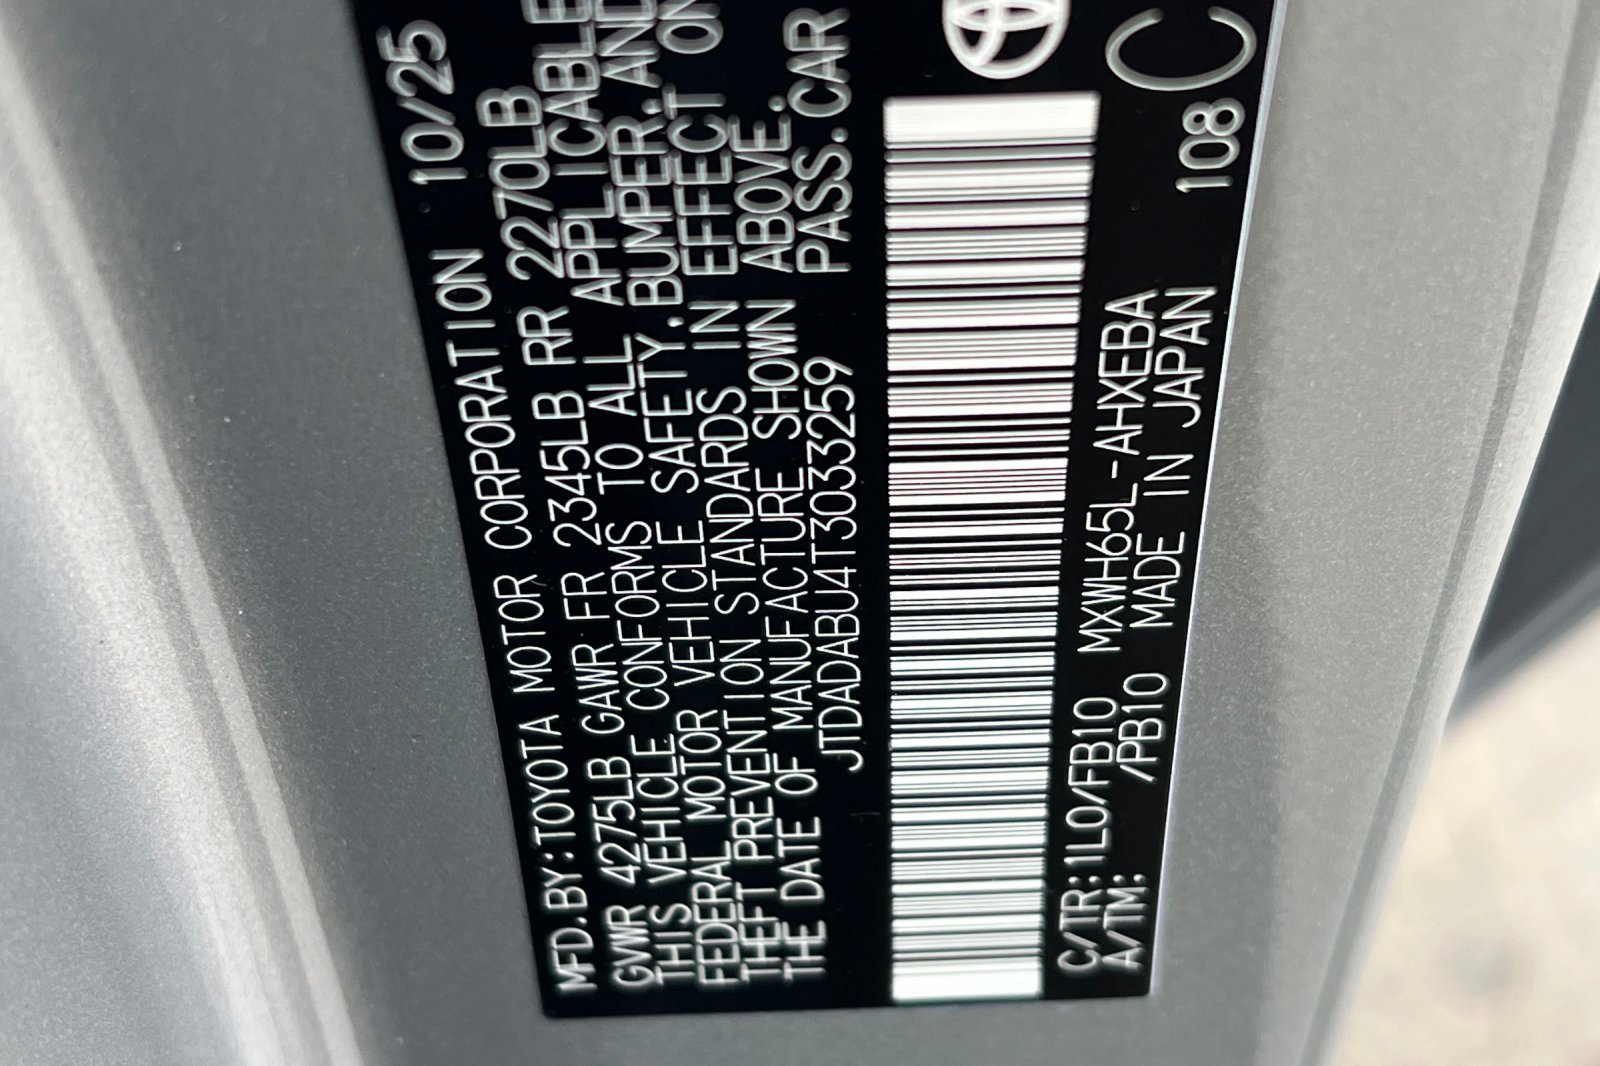 MFD.BY:TOYOTA MOTOR CORPORATION 10/25
GVWR 4275LB GAWR FR 2345LB RR 2270LB
THIS VEHICLE CONFORMS TO ALL APPLICABLE
FEDERAL MOTOR VEHICLE SAFETY.BUMPER.AND
THEFT PREVENTION STANDARDS IN EFFECT ON
THE DATE OF MANUFACTURE SHOWN ABOVE.
JTDADABU4T3033259 PASS.CAR
C/TR:1L0/FB10 MXWH65L-AHXEBA 108 C
A/TM: /PB10 MADE IN JAPAN